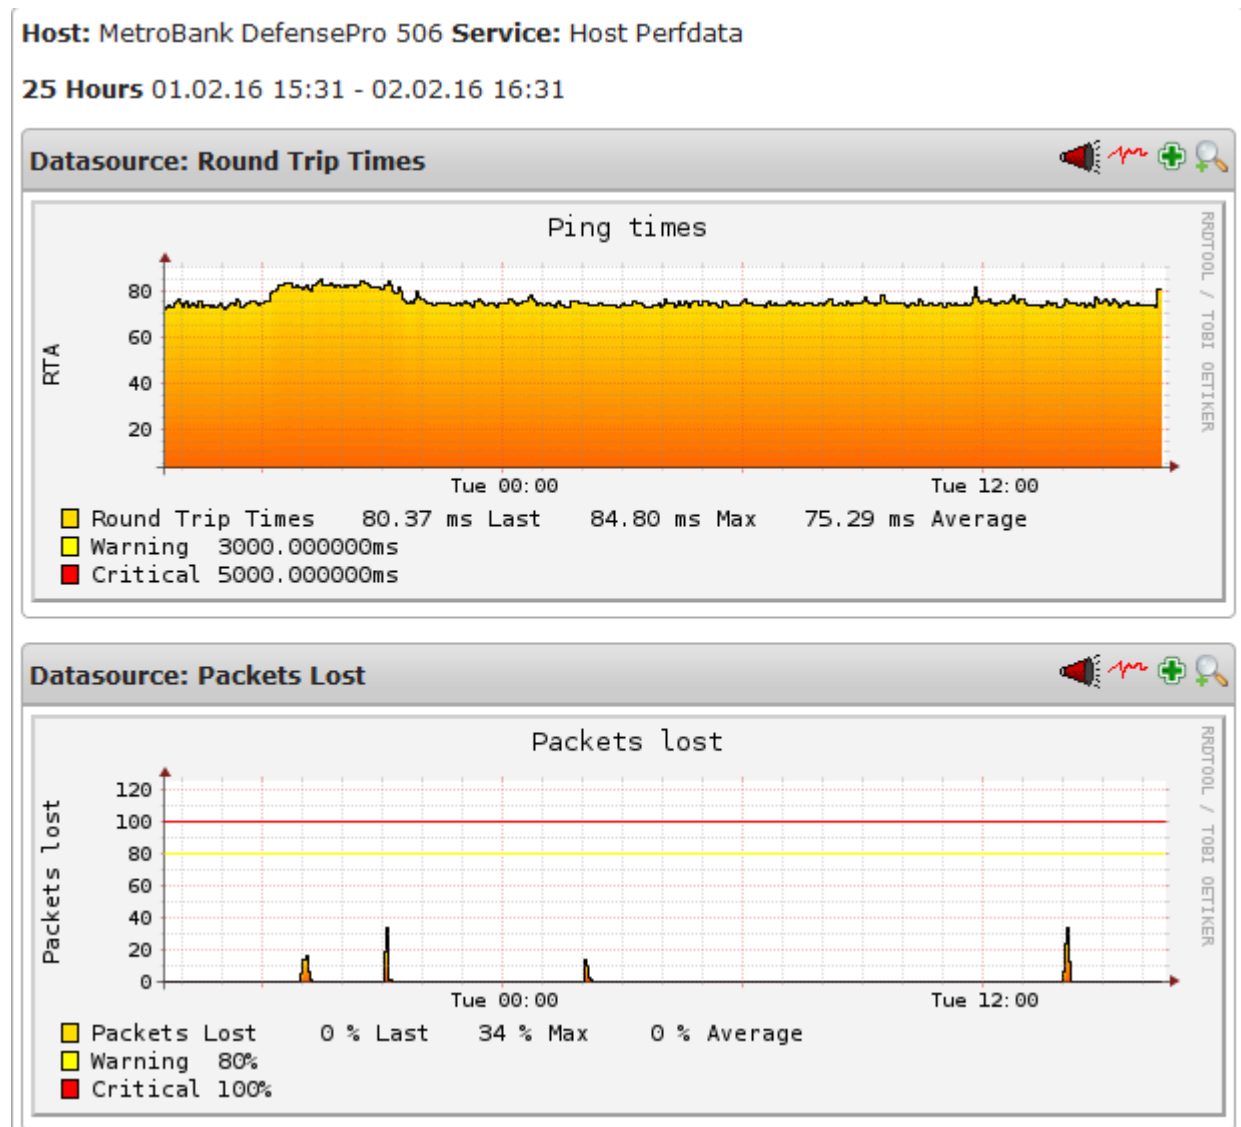 Host: MetroBank DefensePro 506 Service: Host Perfdata
25 Hours 01.02.16 15:31 - 02.02.16 16:31
Datasource: Round Trip Times
Ping times
RRDTOOL / TOBI OETIKER
RTA
80
60
40
20
Tue 00:00 Tue 12:00
Round Trip Times 80.37 ms Last 84.80 ms Max 75.29 ms Average
Warning 3000.000000ms
Critical 5000.000000ms
Datasource: Packets Lost
Packets lost
RRDTOOL / TOBI OETIKER
Packets lost
120
100
80
60
40
20
0
Tue 00:00 Tue 12:00
Packets Lost 0 % Last 34 % Max 0 % Average
Warning 80%
Critical 100%